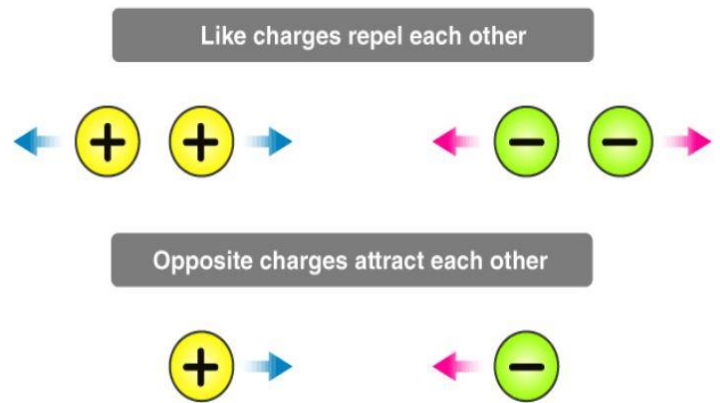 Like charges repel each other
+ + − −
Opposite charges attract each other
+ −